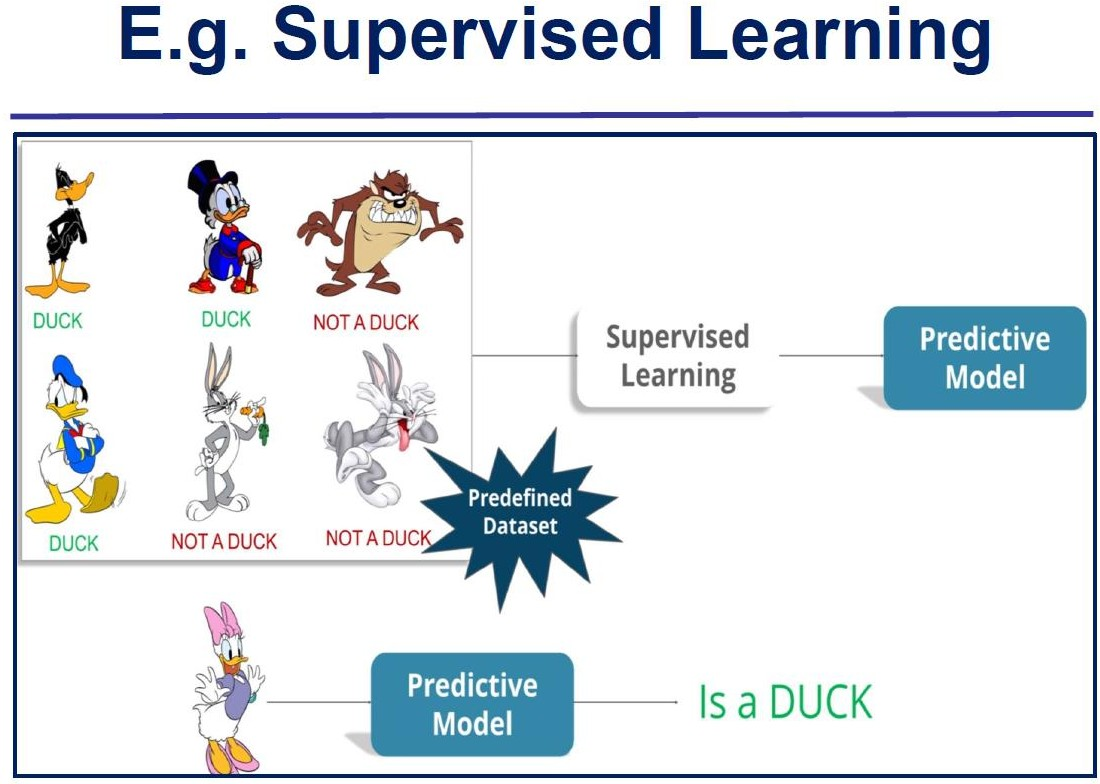 E.g. Supervised Learning
DUCK
DUCK
NOT A DUCK
DUCK
NOT A DUCK
NOT A DUCK
Predefined
Dataset
Supervised
Learning
Predictive
Model
Predictive
Model
Is a DUCK